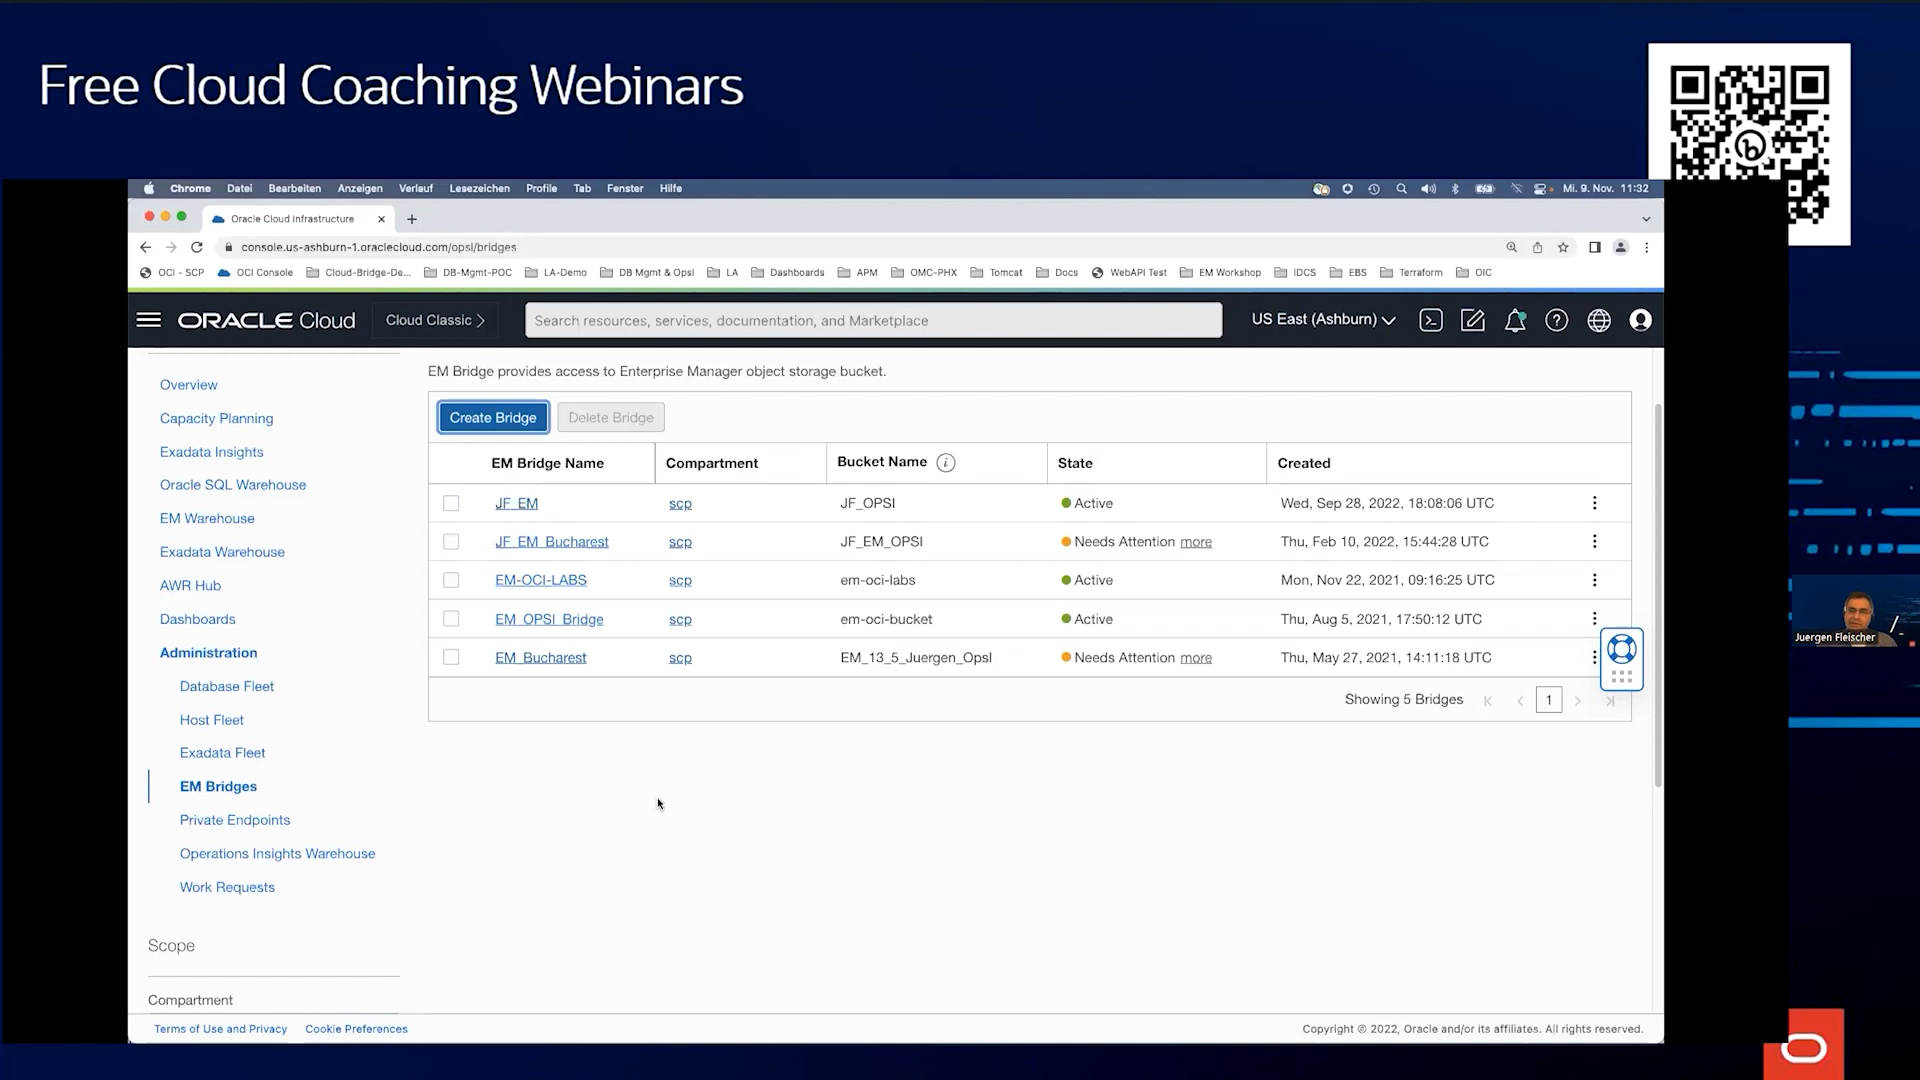 Free Cloud Coaching Webinars
Chrome Datei Bearbeiten Anzeigen Verlauf Lesezeichen Profile Tab Fenster Hilfe Mi. 9. Nov. 11:32
Oracle Cloud Infrastructure
console.us-ashburn-1.oraclecloud.com/opsi/bridges
OCI - SCP OCI Console Cloud-Bridge-De... DB-Mgmt-POC LA-Demo DB Mgmt & OpsI LA Dashboards APM OMC-PHX Tomcat Docs WebAPI Test EM Workshop IDCS EBS Terraform OIC
ORACLE Cloud Cloud Classic Search resources, services, documentation, and Marketplace US East (Ashburn)
EM Bridge provides access to Enterprise Manager object storage bucket.
Create Bridge Delete Bridge
EM Bridge Name Compartment Bucket Name State Created
JF_EM scp JF_OPSI Active Wed, Sep 28, 2022, 18:08:06 UTC
JF_EM_Bucharest scp JF_EM_OPSI Needs Attention more Thu, Feb 10, 2022, 15:44:28 UTC
EM-OCI-LABS scp em-oci-labs Active Mon, Nov 22, 2021, 09:16:25 UTC
EM_OPSI_Bridge scp em-oci-bucket Active Thu, Aug 5, 2021, 17:50:12 UTC
EM_Bucharest scp EM_13_5_Juergen_OpsI Needs Attention more Thu, May 27, 2021, 14:11:18 UTC
Showing 5 Bridges 1
Overview
Capacity Planning
Exadata Insights
Oracle SQL Warehouse
EM Warehouse
Exadata Warehouse
AWR Hub
Dashboards
Administration
Database Fleet
Host Fleet
Exadata Fleet
EM Bridges
Private Endpoints
Operations Insights Warehouse
Work Requests
Scope
Compartment
Terms of Use and Privacy Cookie Preferences
Copyright © 2022, Oracle and/or its affiliates. All rights reserved.
Juergen Fleischer